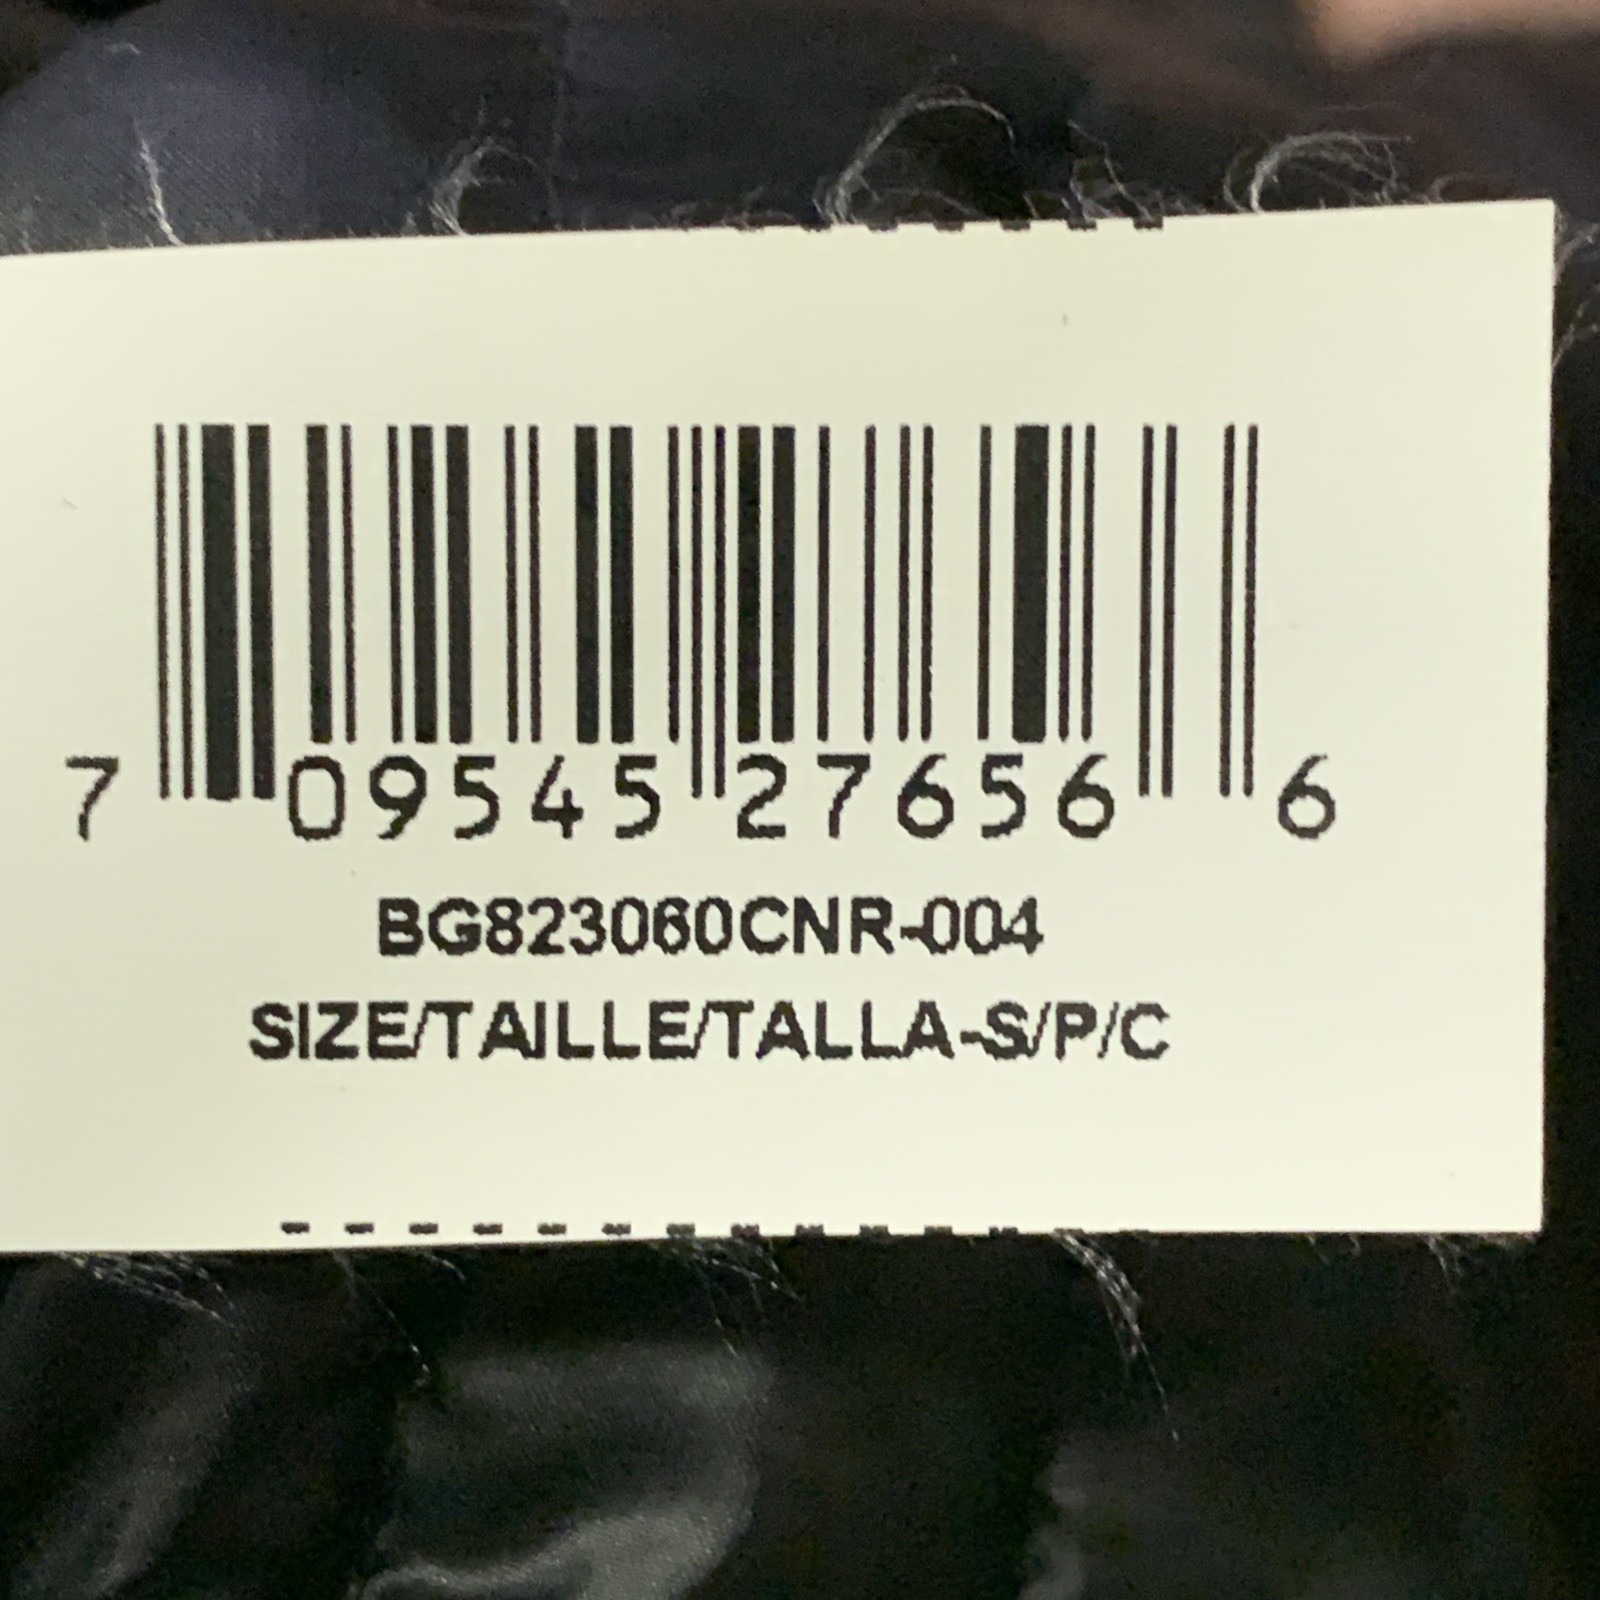 7 09545 27656 6
BG823060CNR-004
SIZE/TAILLE/TALLA-S/P/C